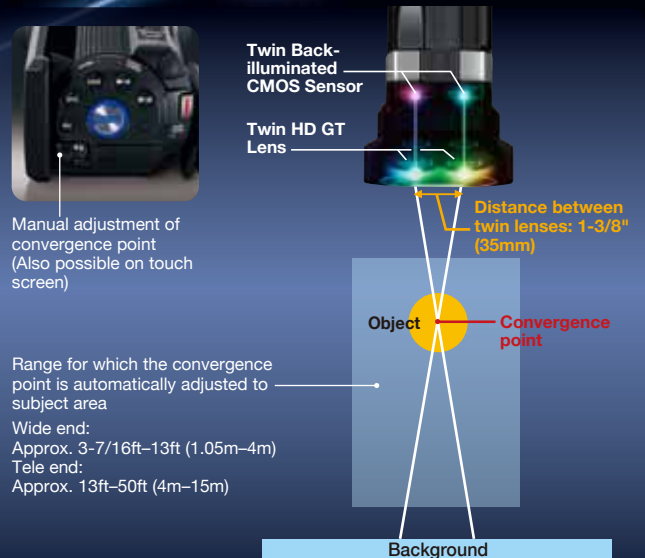 Twin Back-
illuminated
CMOS Sensor
Twin HD GT
Lens
Manual adjustment of
convergence point
(Also possible on touch
screen)
Distance between
twin lenses: 1-3/8"
(35mm)
Object
Convergence
point
Range for which the convergence
point is automatically adjusted to
subject area
Wide end:
Approx. 3-7/16ft–13ft (1.05m–4m)
Tele end:
Approx. 13ft–50ft (4m–15m)
Background